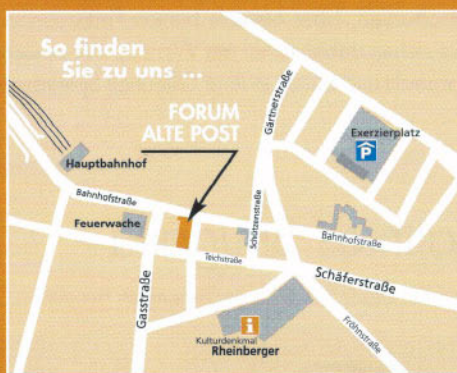 So finden
Sie zu uns ...
FORUM
ALTE POST
Gärtnerstraße
Exerzierplatz
P
Hauptbahnhof
Bahnhofstraße
Feuerwache
Schützenstraße
Bahnhofstraße
Teichstraße
Gasstraße
Schäferstraße
i
Fröhnstraße
Kulturdenkmal
Rheinberger